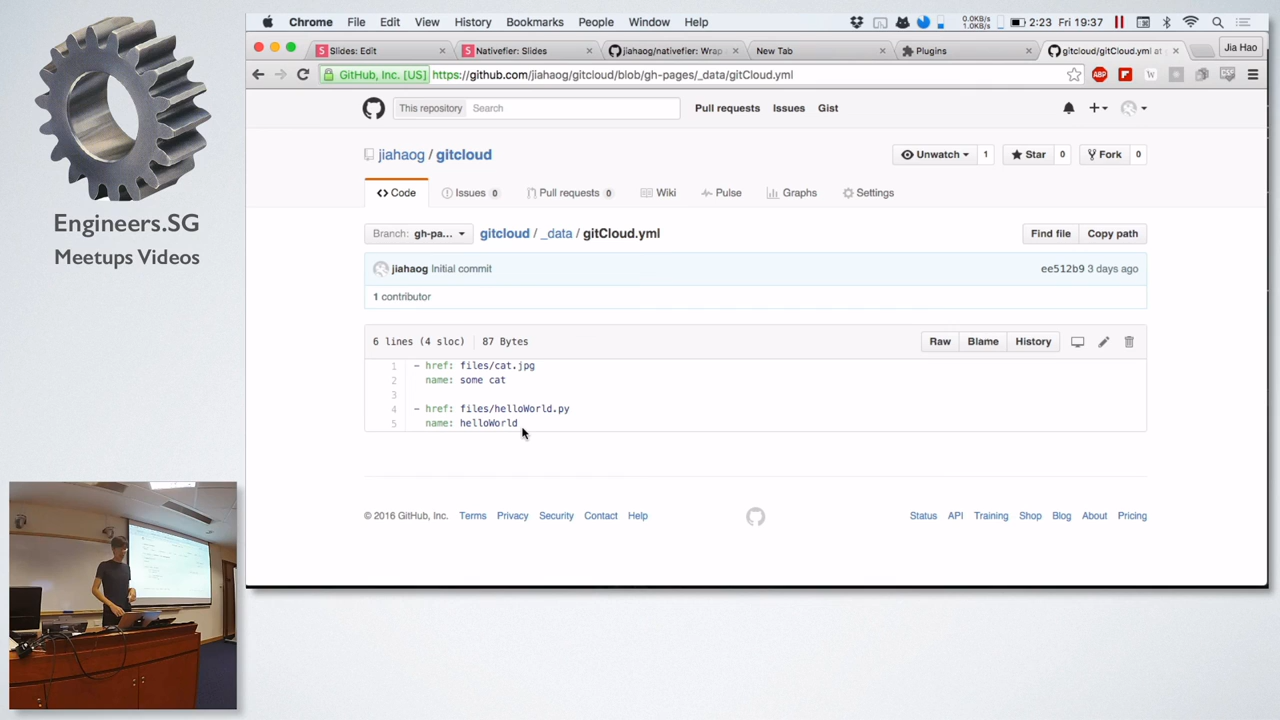 Chrome File Edit View History Bookmarks People Window Help
0.0KB/s
1.0KB/s
2:23 Fri 19:37
Slides: Edit
Nativefier: Slides
jiahaog/nativefier: Wrap
New Tab
Plugins
gitcloud/gitCloud.yml at
Jia Hao
GitHub, Inc. [US] https://github.com/jiahaog/gitcloud/blob/gh-pages/_data/gitCloud.yml
ABP
This repository Search
Pull requests Issues Gist
jiahaog / gitcloud
Unwatch 1
Star 0
Fork 0
Code
Issues 0
Pull requests 0
Wiki
Pulse
Graphs
Settings
Branch: gh-pa...
gitcloud / _data / gitCloud.yml
Find file
Copy path
jiahaog Initial commit
ee512b9 3 days ago
1 contributor
6 lines (4 sloc) 87 Bytes
Raw Blame History
1 - href: files/cat.jpg
2 name: some cat
3
4 - href: files/helloWorld.py
5 name: helloWorld
© 2016 GitHub, Inc. Terms Privacy Security Contact Help
Status API Training Shop Blog About Pricing
Engineers.SG
Meetups Videos